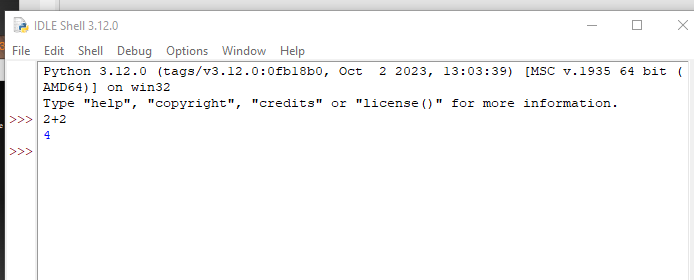 IDLE Shell 3.12.0
File Edit Shell Debug Options Window Help
Python 3.12.0 (tags/v3.12.0:0fb18b0, Oct  2 2023, 13:03:39) [MSC v.1935 64 bit (
AMD64)] on win32
Type "help", "copyright", "credits" or "license()" for more information.
>>> 2+2
4
>>>